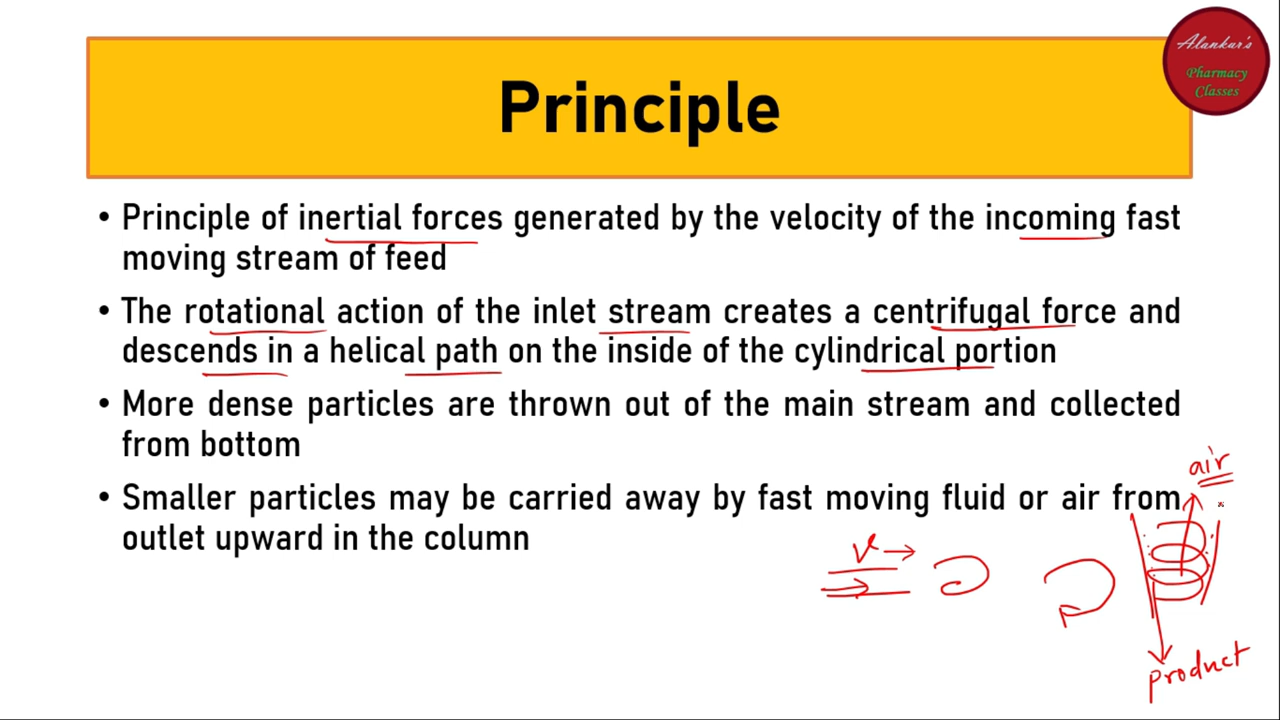 Alankar's
Pharmacy
Classes
Principle
• Principle of inertial forces generated by the velocity of the incoming fast
moving stream of feed
• The rotational action of the inlet stream creates a centrifugal force and
descends in a helical path on the inside of the cylindrical portion
• More dense particles are thrown out of the main stream and collected
from bottom
• Smaller particles may be carried away by fast moving fluid or air from
outlet upward in the column
air
v
product